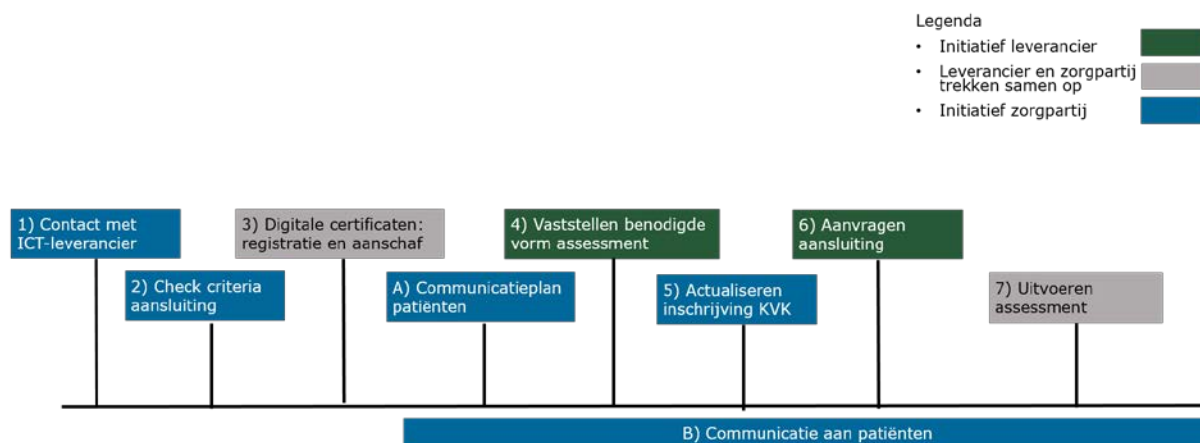 Legenda
• Initiatief leverancier
• Leverancier en zorgpartij
trekken samen op
• Initiatief zorgpartij
1) Contact met
ICT-leverancier
2) Check criteria
aansluiting
3) Digitale certificaten:
registratie en aanschaf
A) Communicatieplan
patiënten
4) Vaststellen benodigde
vorm assessment
5) Actualiseren
inschrijving KVK
6) Aanvragen
aansluiting
7) Uitvoeren
assessment
B) Communicatie aan patiënten